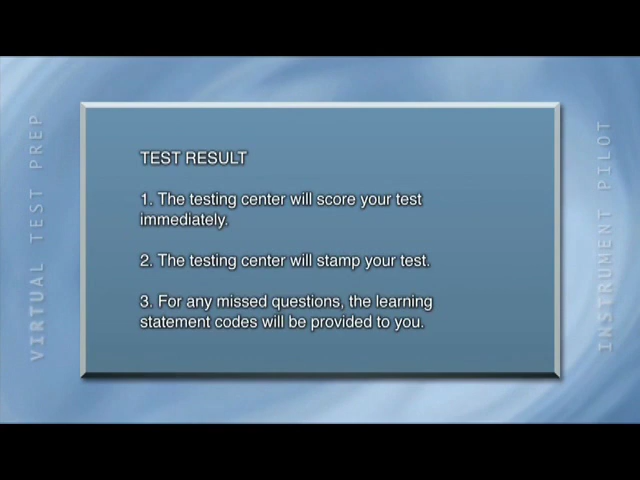 TEST RESULT
1. The testing center will score your test
immediately.
2. The testing center will stamp your test.
3. For any missed questions, the learning
statement codes will be provided to you.
VIRTUAL TEST PREP
INSTRUMENT PILOT